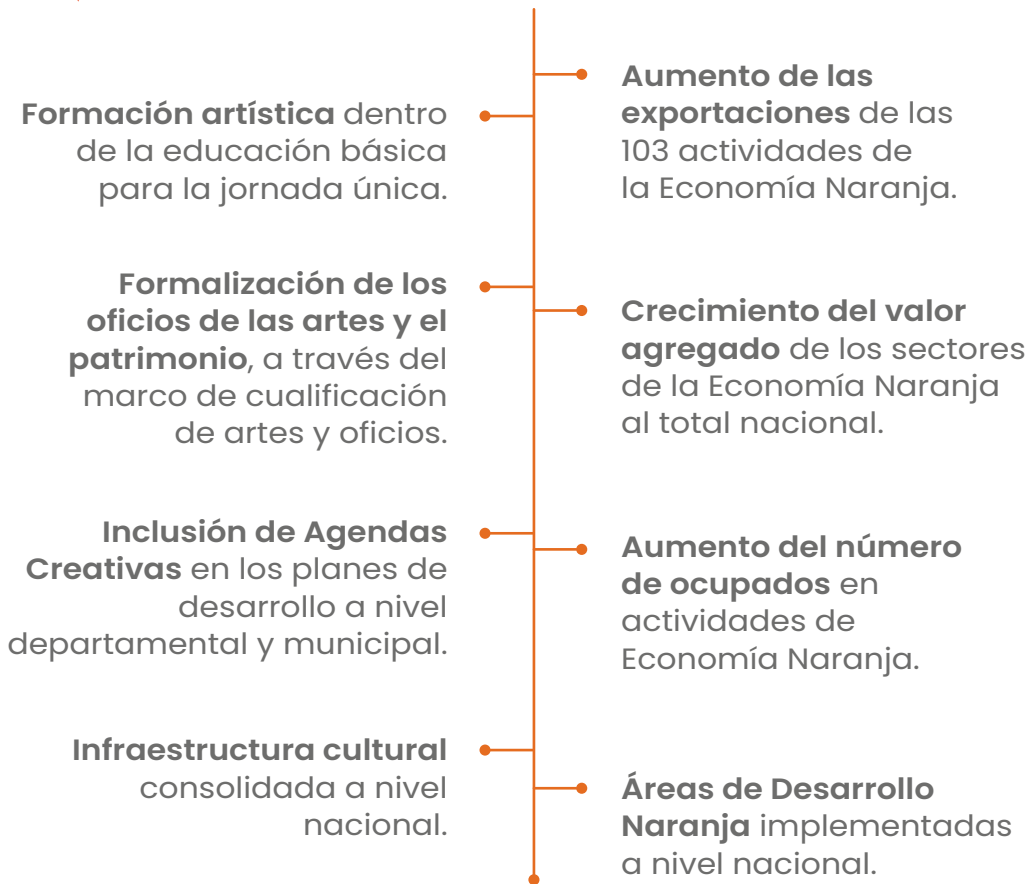 Formación artística dentro
de la educación básica
para la jornada única.
Formalización de los
oficios de las artes y el
patrimonio, a través del
marco de cualificación
de artes y oficios.
Inclusión de Agendas
Creativas en los planes de
desarrollo a nivel
departamental y municipal.
Infraestructura cultural
consolidada a nivel
nacional.
Aumento de las
exportaciones de las
103 actividades de
la Economía Naranja.
Crecimiento del valor
agregado de los sectores
de la Economía Naranja
al total nacional.
Aumento del número
de ocupados en
actividades de
Economía Naranja.
Áreas de Desarrollo
Naranja implementadas
a nivel nacional.